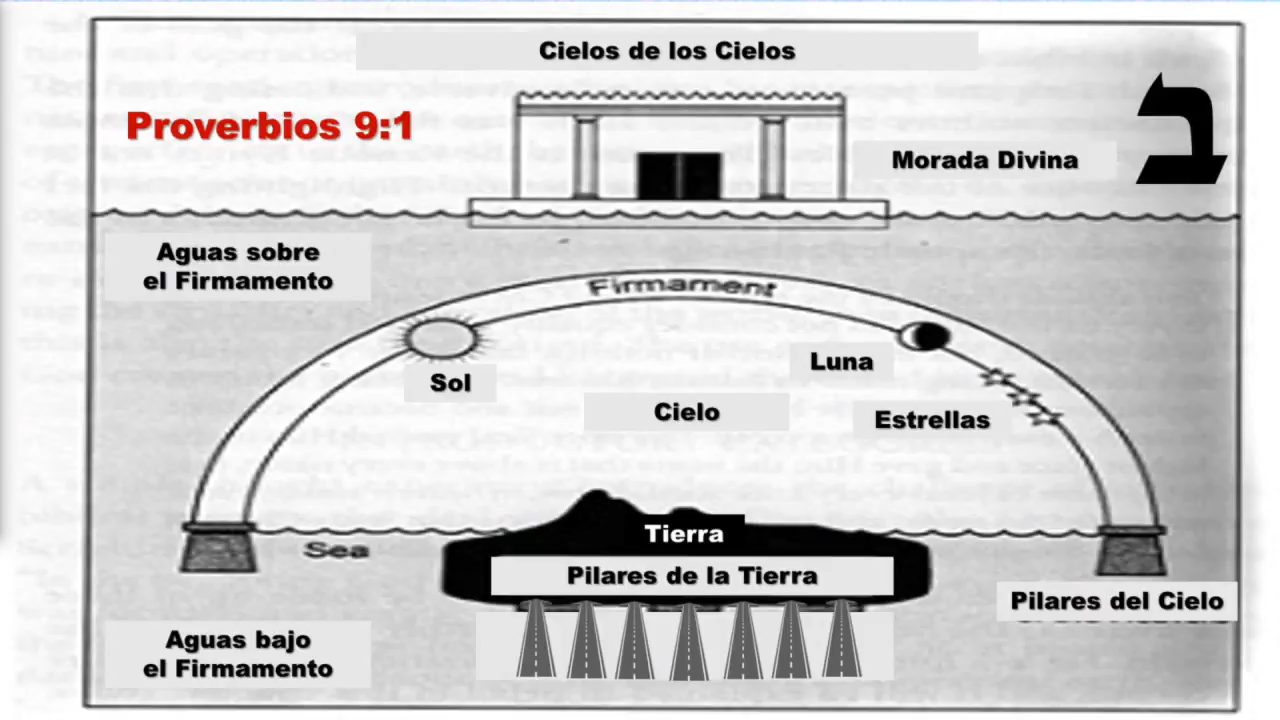 Cielos de los Cielos
Proverbios 9:1
Morada Divina
נ
Aguas sobre
el Firmamento
Firmament
Sol
Luna
Cielo
Estrellas
Tierra
Sea
Pilares de la Tierra
Pilares del Cielo
Aguas bajo
el Firmamento